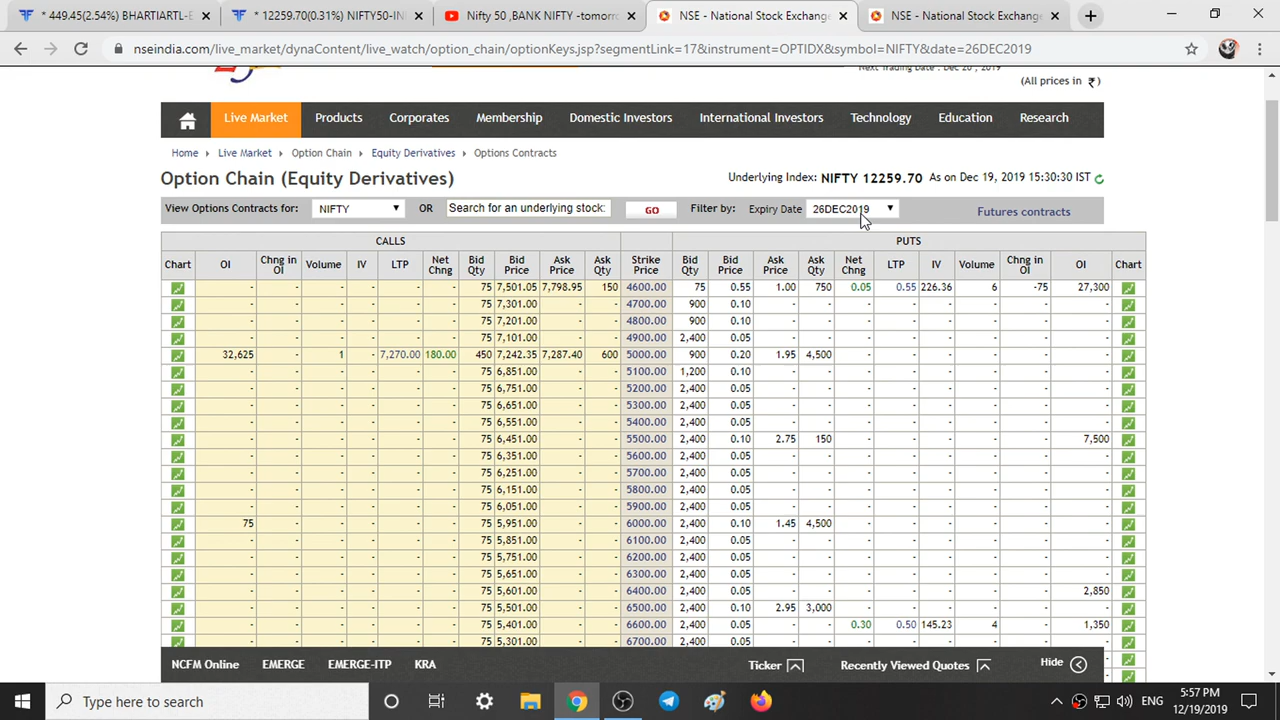 * 449.45(2.54%) BHARTIARTL-E
* 12259.70(0.31%) NIFTY50-IN
Nifty 50 ,BANK NIFTY -tomorro
NSE - National Stock Exchange
NSE - National Stock Exchange
nseindia.com/live_market/dynaContent/live_watch/option_chain/optionKeys.jsp?segmentLink=17&instrument=OPTIDX&symbol=NIFTY&date=26DEC2019
Next Trading Date : Dec 20 , 2019
(All prices in ₹ )
Live Market Products Corporates Membership Domestic Investors International Investors Technology Education Research
Home Live Market Option Chain Equity Derivatives Options Contracts
Option Chain (Equity Derivatives) Underlying Index: NIFTY 12259.70 As on Dec 19, 2019 15:30:30 IST
View Options Contracts for: NIFTY OR Search for an underlying stock: GO Filter by: Expiry Date 26DEC2019 Futures contracts
CALLS PUTS
Chart OI Chng in OI Volume IV LTP Net Chng Bid Qty Bid Price Ask Price Ask Qty Strike Price Bid Qty Bid Price Ask Price Ask Qty Net Chng LTP IV Volume Chng in OI OI Chart
- - - - - - 75 7,501.05 7,798.95 150 4600.00 75 0.55 1.00 750 0.05 0.55 226.36 6 -75 27,300
- - - - - - 75 7,301.00 - - 4700.00 900 0.10 - - - - - - - -
- - - - - - 75 7,201.00 - - 4800.00 900 0.10 - - - - - - - -
- - - - - - 75 7,101.00 - - 4900.00 2,400 0.05 - - - - - - - -
32,625 - 1 - 7,270.00 180.00 450 7,242.35 7,287.40 600 5000.00 900 0.20 1.95 4,500 - - - - - -
- - - - - - 75 6,851.00 - - 5100.00 1,200 0.10 - - - - - - - -
- - - - - - 75 6,751.00 - - 5200.00 2,400 0.05 - - - - - - - -
- - - - - - 75 6,651.00 - - 5300.00 2,400 0.05 - - - - - - - -
- - - - - - 75 6,551.00 - - 5400.00 2,400 0.05 - - - - - - - -
- - - - - - 75 6,451.00 - - 5500.00 2,400 0.10 2.75 150 - - - - - 7,500
- - - - - - 75 6,351.00 - - 5600.00 2,400 0.05 - - - - - - - -
- - - - - - 75 6,251.00 - - 5700.00 2,400 0.05 - - - - - - - -
- - - - - - 75 6,151.00 - - 5800.00 2,400 0.05 - - - - - - - -
- - - - - - 75 6,051.00 - - 5900.00 2,400 0.05 - - - - - - - -
75 - - - - - 75 5,951.00 - - 6000.00 2,400 0.10 1.45 4,500 - - - - - -
- - - - - - 75 5,851.00 - - 6100.00 2,400 0.05 - - - - - - - -
- - - - - - 75 5,751.00 - - 6200.00 2,400 0.05 - - - - - - - -
- - - - - - 75 5,651.00 - - 6300.00 2,400 0.05 - - - - - - - -
- - - - - - 75 5,601.00 - - 6400.00 2,400 0.05 - - - - - - - 2,850
- - - - - - 75 5,501.00 - - 6500.00 2,400 0.10 2.95 3,000 - - - - - -
- - - - - - 75 5,401.00 - - 6600.00 2,400 0.05 - - 0.30 0.50 145.23 4 - 1,350
- - - - - - 75 5,301.00 - - 6700.00 2,400 0.05 - - - - - - - -
NCFM Online EMERGE EMERGE-ITP KRA Ticker Recently Viewed Quotes Hide
Type here to search
ENG
5:57 PM
12/19/2019